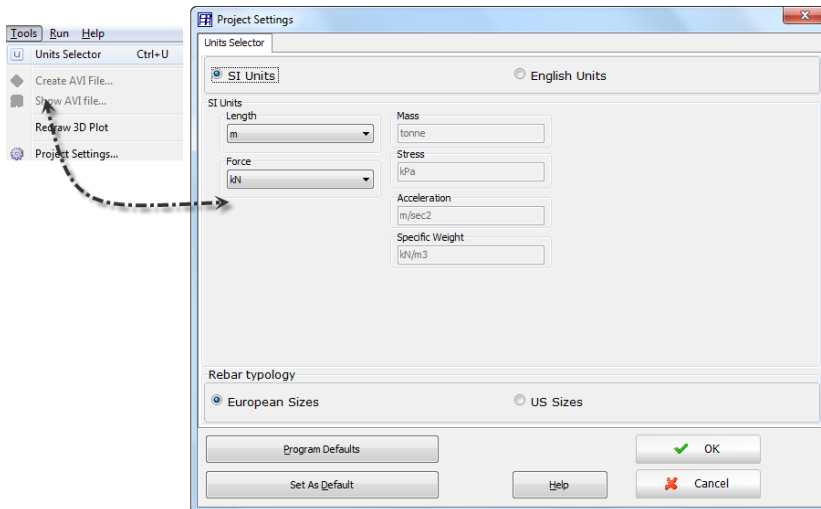 Tools Run Help
Units Selector Ctrl+U
Create AVI File...
Show AVI file...
Redraw 3D Plot
Project Settings...
Project Settings
Units Selector
SI Units English Units
SI Units
Length Mass
m tonne
Force Stress
kN kPa
Acceleration
m/sec2
Specific Weight
kN/m3
Rebar typology
European Sizes US Sizes
Program Defaults OK
Set As Default Help Cancel